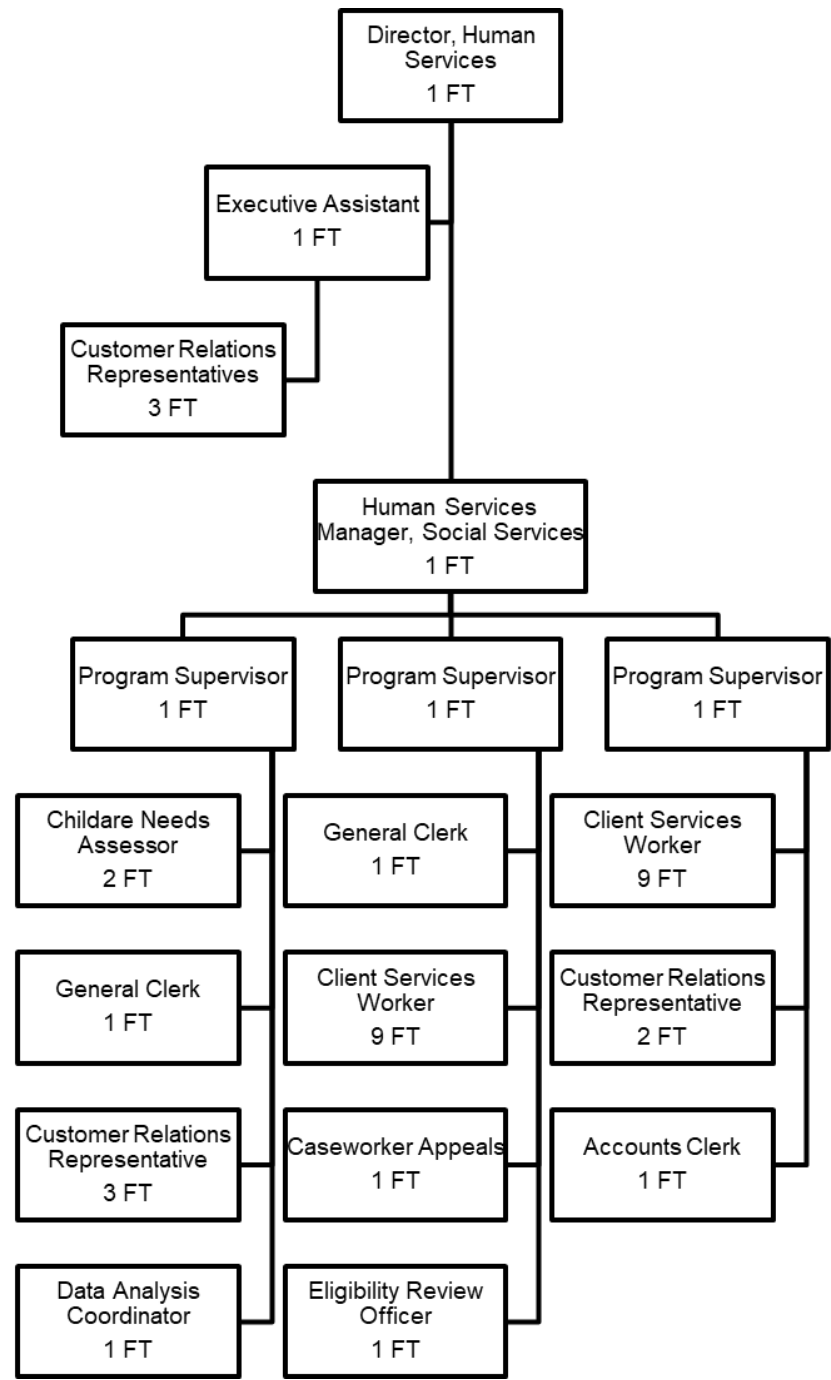 Director, Human
Services
1 FT
Executive Assistant
1 FT
Customer Relations
Representatives
3 FT
Human Services
Manager, Social Services
1 FT
Program Supervisor
1 FT
Program Supervisor
1 FT
Program Supervisor
1 FT
Childare Needs
Assessor
2 FT
General Clerk
1 FT
Client Services
Worker
9 FT
General Clerk
1 FT
Client Services
Worker
9 FT
Customer Relations
Representative
2 FT
Customer Relations
Representative
3 FT
Caseworker Appeals
1 FT
Accounts Clerk
1 FT
Data Analysis
Coordinator
1 FT
Eligibility Review
Officer
1 FT